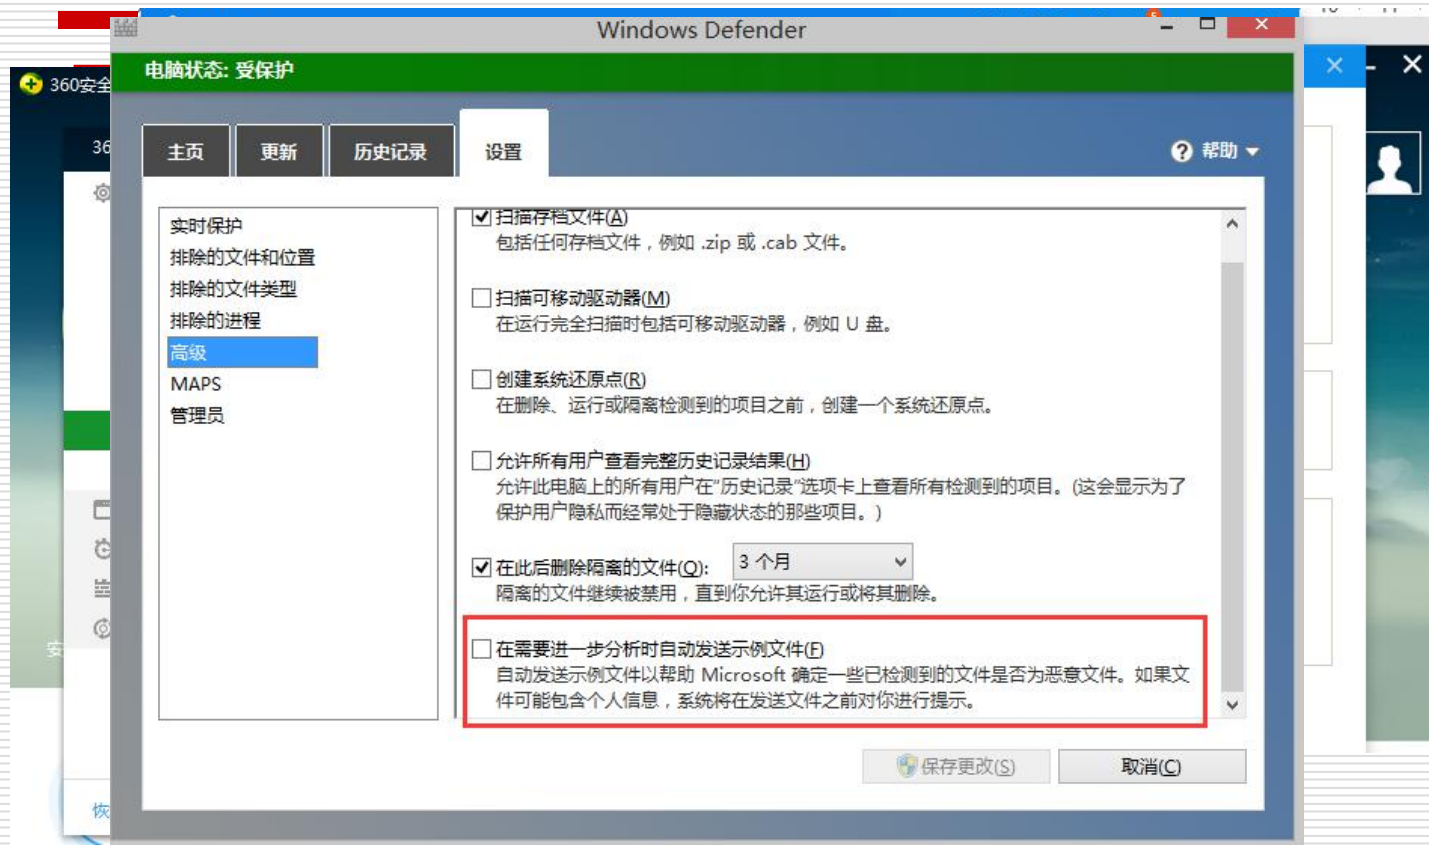 Windows Defender
5
电脑状态: 受保护
360安全
36
主页
更新
历史记录
设置
帮助
实时保护
排除的文件和位置
排除的文件类型
排除的进程
高级
MAPS
管理员
扫描存档文件(A)
包括任何存档文件，例如 .zip 或 .cab 文件。
扫描可移动驱动器(M)
在运行完全扫描时包括可移动驱动器，例如 U 盘。
创建系统还原点(R)
在删除、运行或隔离检测到的项目之前，创建一个系统还原点。
允许所有用户查看完整历史记录结果(H)
允许此电脑上的所有用户在"历史记录"选项卡上查看所有检测到的项目。(这会显示为了
保护用户隐私而经常处于隐藏状态的那些项目。)
在此后删除隔离的文件(Q):
3 个月
隔离的文件继续被禁用，直到你允许其运行或将其删除。
在需要进一步分析时自动发送示例文件(F)
自动发送示例文件以帮助 Microsoft 确定一些已检测到的文件是否为恶意文件。如果文
件可能包含个人信息，系统将在发送文件之前对你进行提示。
安
保存更改(S)
取消(C)
恢